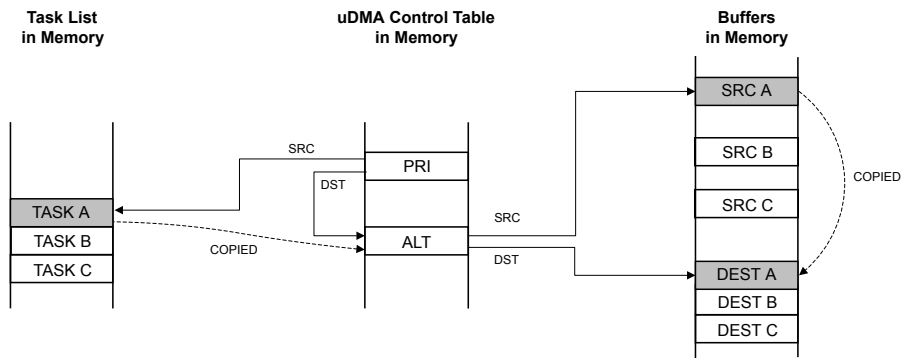 Task List
in Memory
uDMA Control Table
in Memory
Buffers
in Memory
SRC A
SRC
PRI
SRC B
DST
COPIED
TASK A
SRC C
SRC
TASK B
COPIED
ALT
DST
TASK C
DEST A
DEST B
DEST C